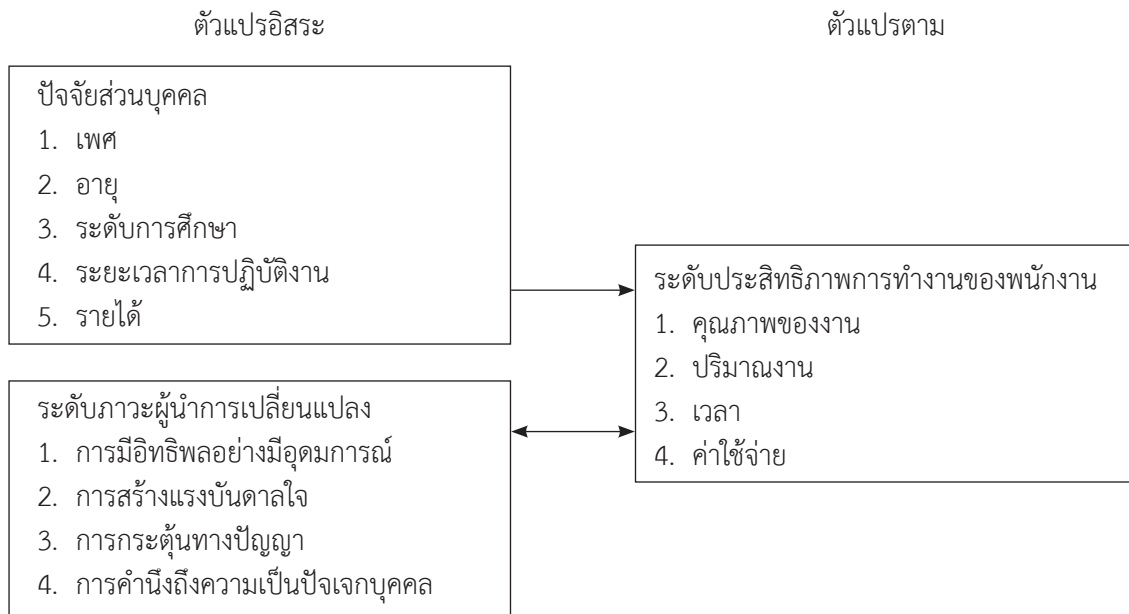 ตัวแปรอิสระ
ตัวแปรตาม
ปัจจัยส่วนบุคคล
1. เพศ
2. อายุ
3. ระดับการศึกษา
4. ระยะเวลาการปฏิบัติงาน
5. รายได้
ระดับภาวะผู้นำการเปลี่ยนแปลง
1. การมีอิทธิพลอย่างมีอุดมการณ์
2. การสร้างแรงบันดาลใจ
3. การกระตุ้นทางปัญญา
4. การคำนึงถึงความเป็นปัจเจกบุคคล
ระดับประสิทธิภาพการทำงานของพนักงาน
1. คุณภาพของงาน
2. ปริมาณงาน
3. เวลา
4. ค่าใช้จ่าย